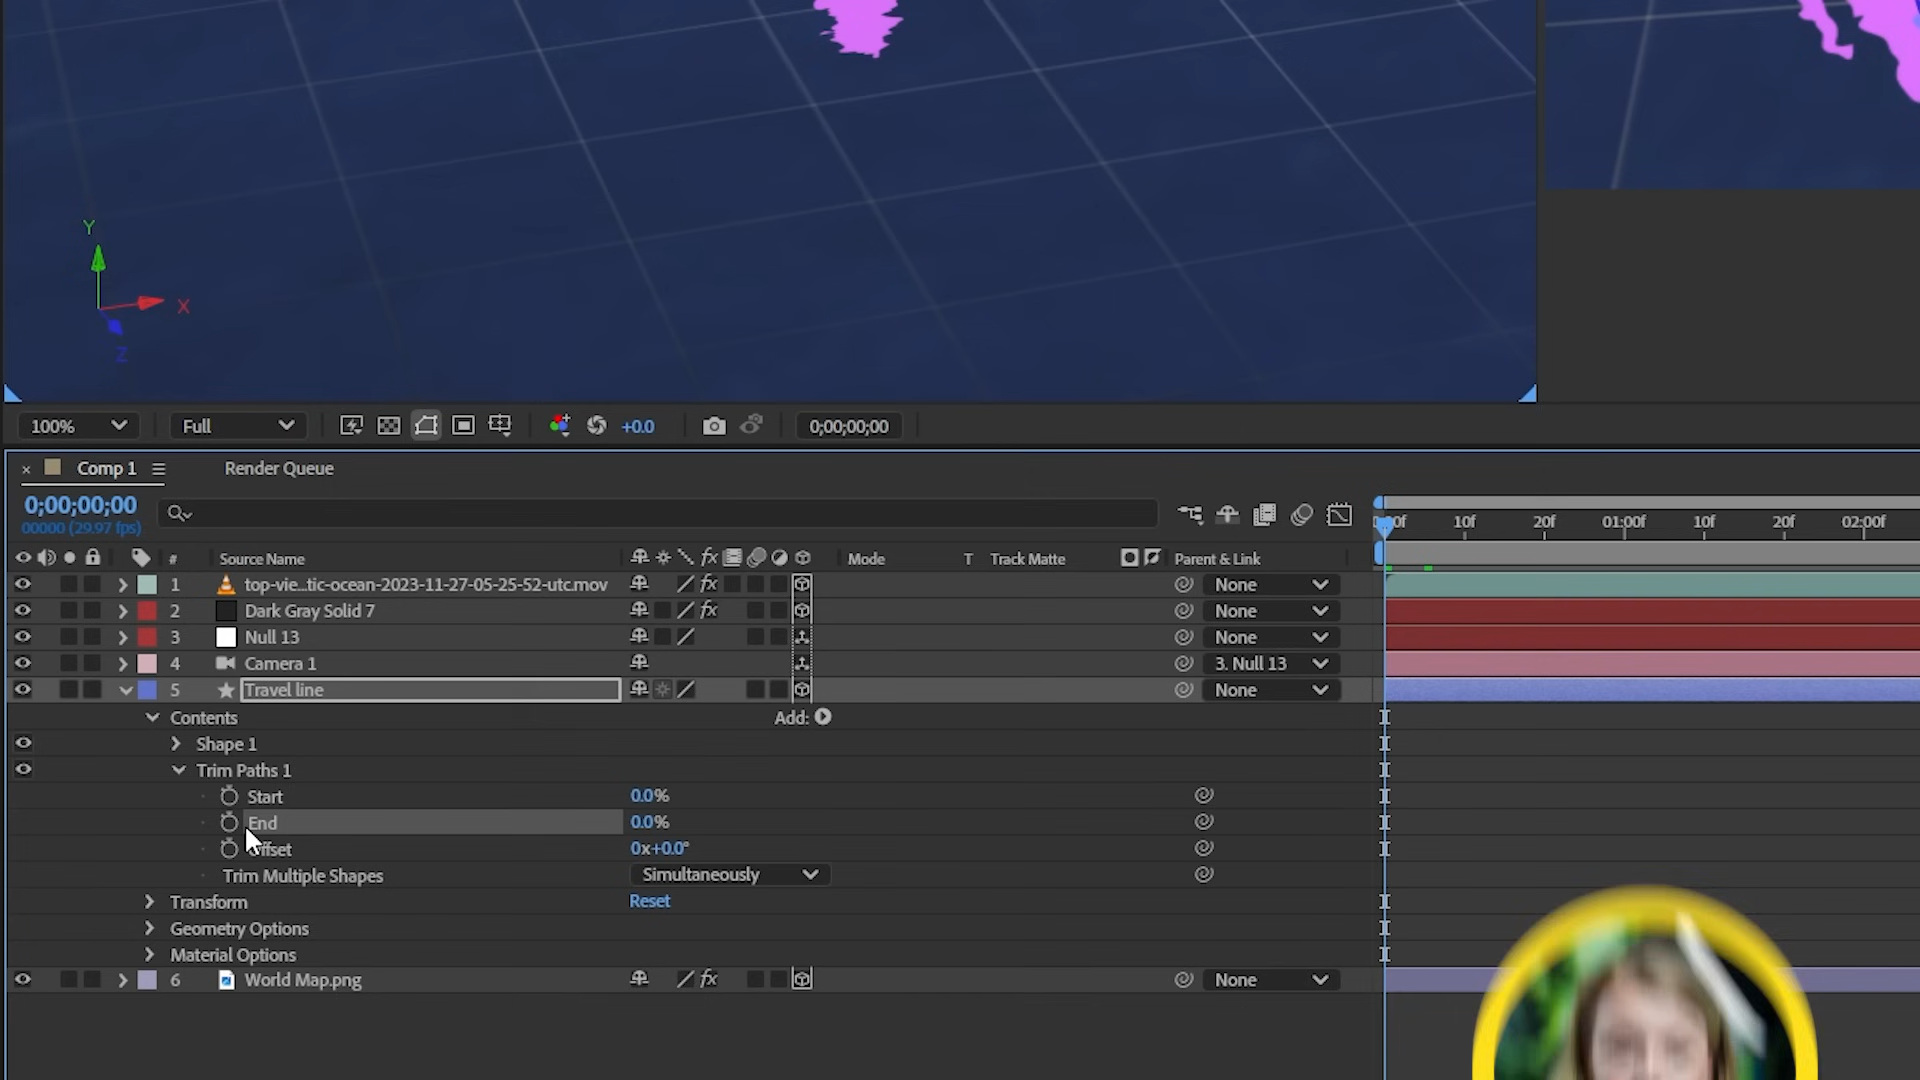 Y
X
Z
100% Full +0.0 0;00;00;00
× Comp 1 Render Queue
0;00;00;00
00000 (29.97 fps)
10f 20f 01:00f 10f 20f 02:00f
# Source Name fx Mode T Track Matte Parent & Link
1 top-vie...tic-ocean-2023-11-27-05-25-52-utc.mov fx None
2 Dark Gray Solid 7 fx None
3 Null 13 None
4 Camera 1 3. Null 13
5 Travel line None
Contents Add:
Shape 1
Trim Paths 1
Start 0.0%
End 0.0%
0x+0.0°
Trim Multiple Shapes Simultaneously
Transform Reset
Geometry Options
Material Options
6 World Map.png fx None